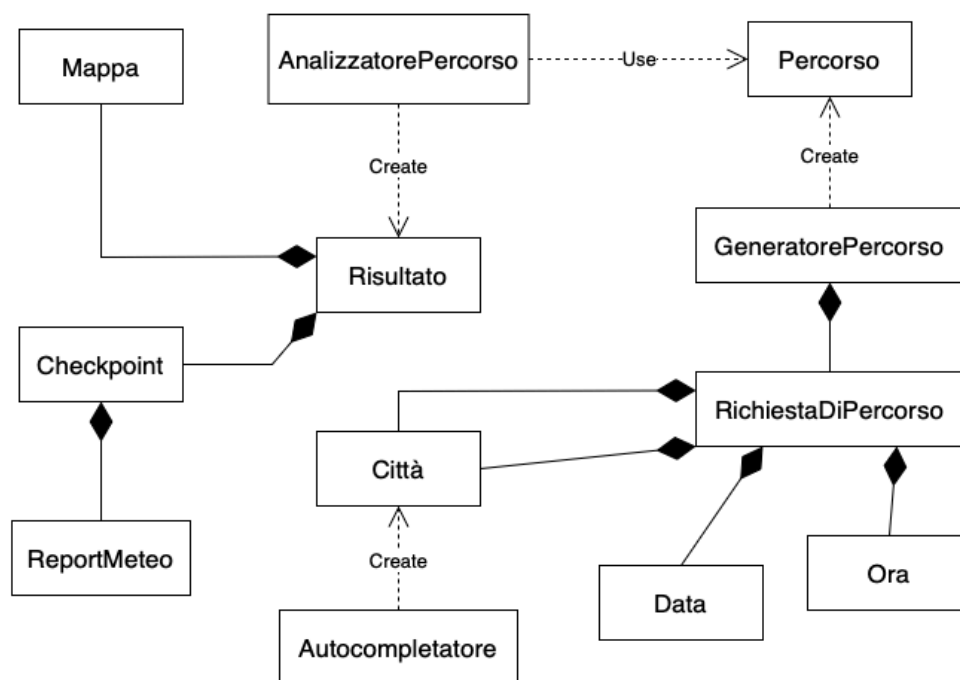 Mappa
AnalizzatorePercorso
Use
Percorso
Create
Create
GeneratorePercorso
Risultato
Checkpoint
RichiestaDiPercorso
Città
ReportMeteo
Create
Ora
Data
Autocompletatore